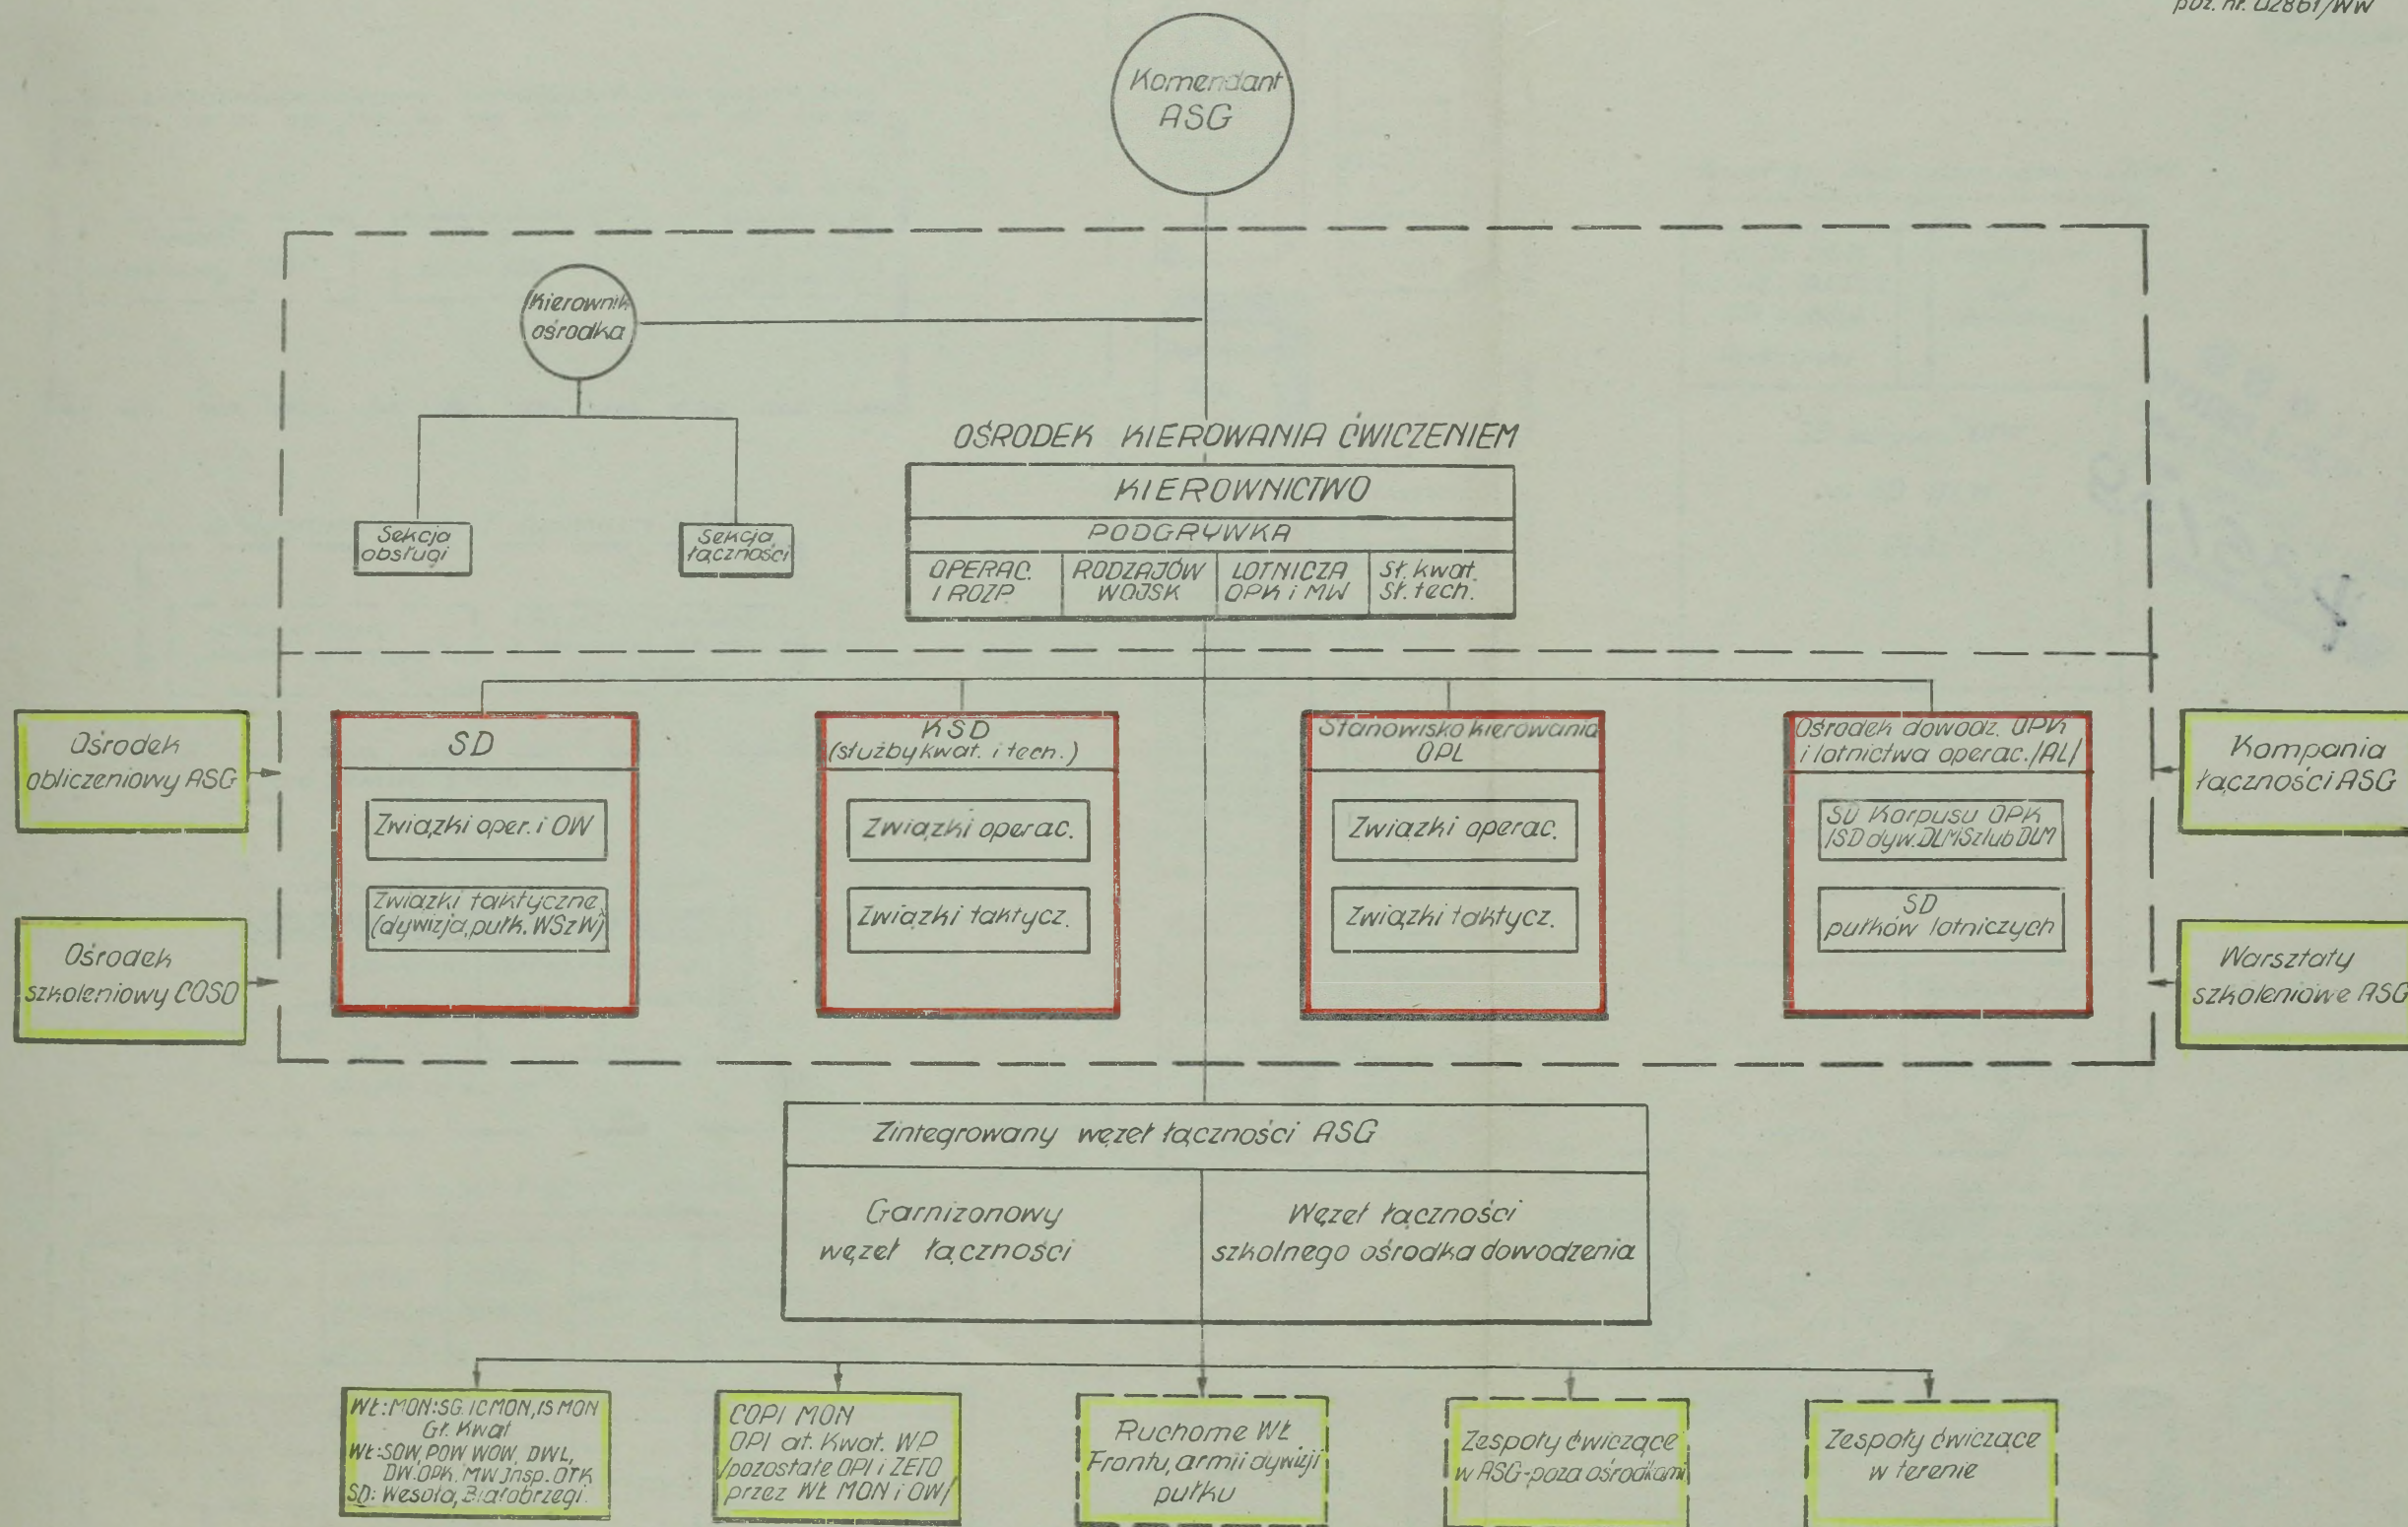 poz. nr. 02861/WW
Komendant
ASG
Kierownik
ośrodka
OŚRODEK KIEROWANIA ĆWICZENIEM
KIEROWNICTWO
PODGRYWKA
OPERAC.
I ROZP.
RODZAJÓW
WOJSK
LOTNICZA
OPK i MW
Sł. kwat.
Sł. tech.
Sekcja
obsługi
Sekcja
łączności
Ośrodek
obliczeniowy ASG
Ośrodek
szkoleniowy COSO
SD
Związki oper. i OW
Związki taktyczne
(dywizja, pułk. WSzW)
KSD
(służby kwat. i tech.)
Związki operac.
Związki taktycz.
Stanowisko kierowania
OPL
Związki operac.
Związki taktycz.
Ośrodek dowodz. OPK
i lotnictwa operac. /AL/
SD Korpusu OPK
/SD dyw. DLMSz lub DLM
SD
pułków lotniczych
Kompania
łączności ASG
Warsztaty
szkoleniowe ASG
Zintegrowany węzeł łączności ASG
Garnizonowy
węzeł łączności
Węzeł łączności
szkolnego ośrodka dowodzenia
WŁ: MON: SG. ICMON, IS MON
Gł. Kwat
WŁ: SOW, POW WOW, DWL,
DW. OPK. MW Insp. OTK
SD: Wesoła, Białobrzegi.
COPI MON
OPI at. Kwat. WP
/pozostałe OPI i ZETO
przez WŁ MON i OW/
Ruchome WŁ
Frontu, armii dywizji
pułku
Zespoły ćwiczące
w ASG-poza ośrodkami
Zespoły ćwiczące
w terenie